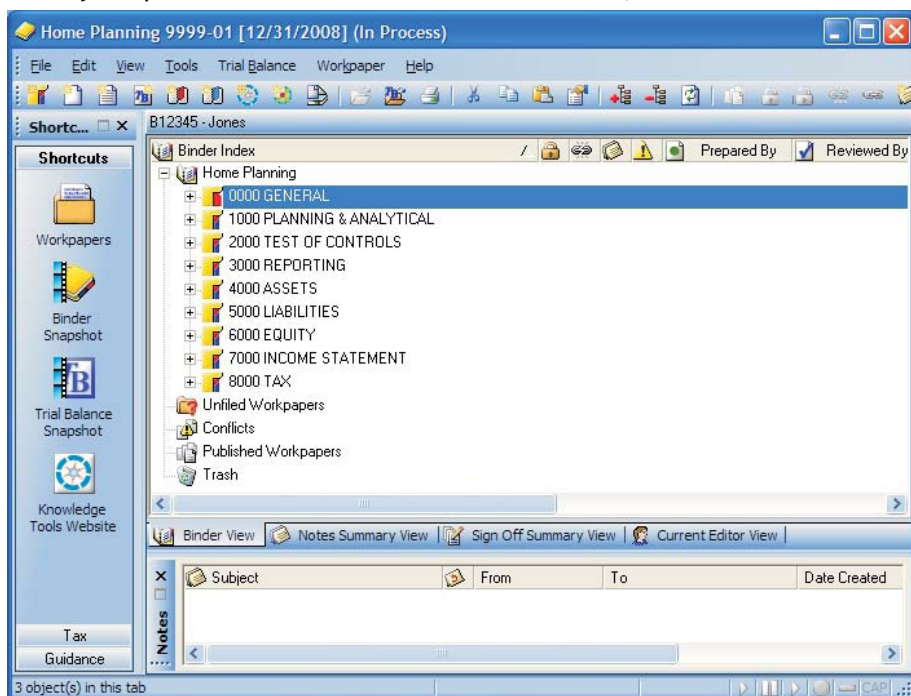 Home Planning 9999-01 [12/31/2008] (In Process)
File Edit View Tools Trial Balance Workpaper Help
Shortc...
B12345 - Jones
Shortcuts
Binder Index / Prepared By Reviewed By
Home Planning
0000 GENERAL
1000 PLANNING & ANALYTICAL
2000 TEST OF CONTROLS
3000 REPORTING
4000 ASSETS
5000 LIABILITIES
6000 EQUITY
7000 INCOME STATEMENT
8000 TAX
Unfiled Workpapers
Conflicts
Published Workpapers
Trash
Workpapers
Binder
Snapshot
TB
Trial Balance
Snapshot
Knowledge
Tools Website
Binder View Notes Summary View Sign Off Summary View Current Editor View
Notes
Subject From To Date Created
Tax
Guidance
3 object(s) in this tab
CAP